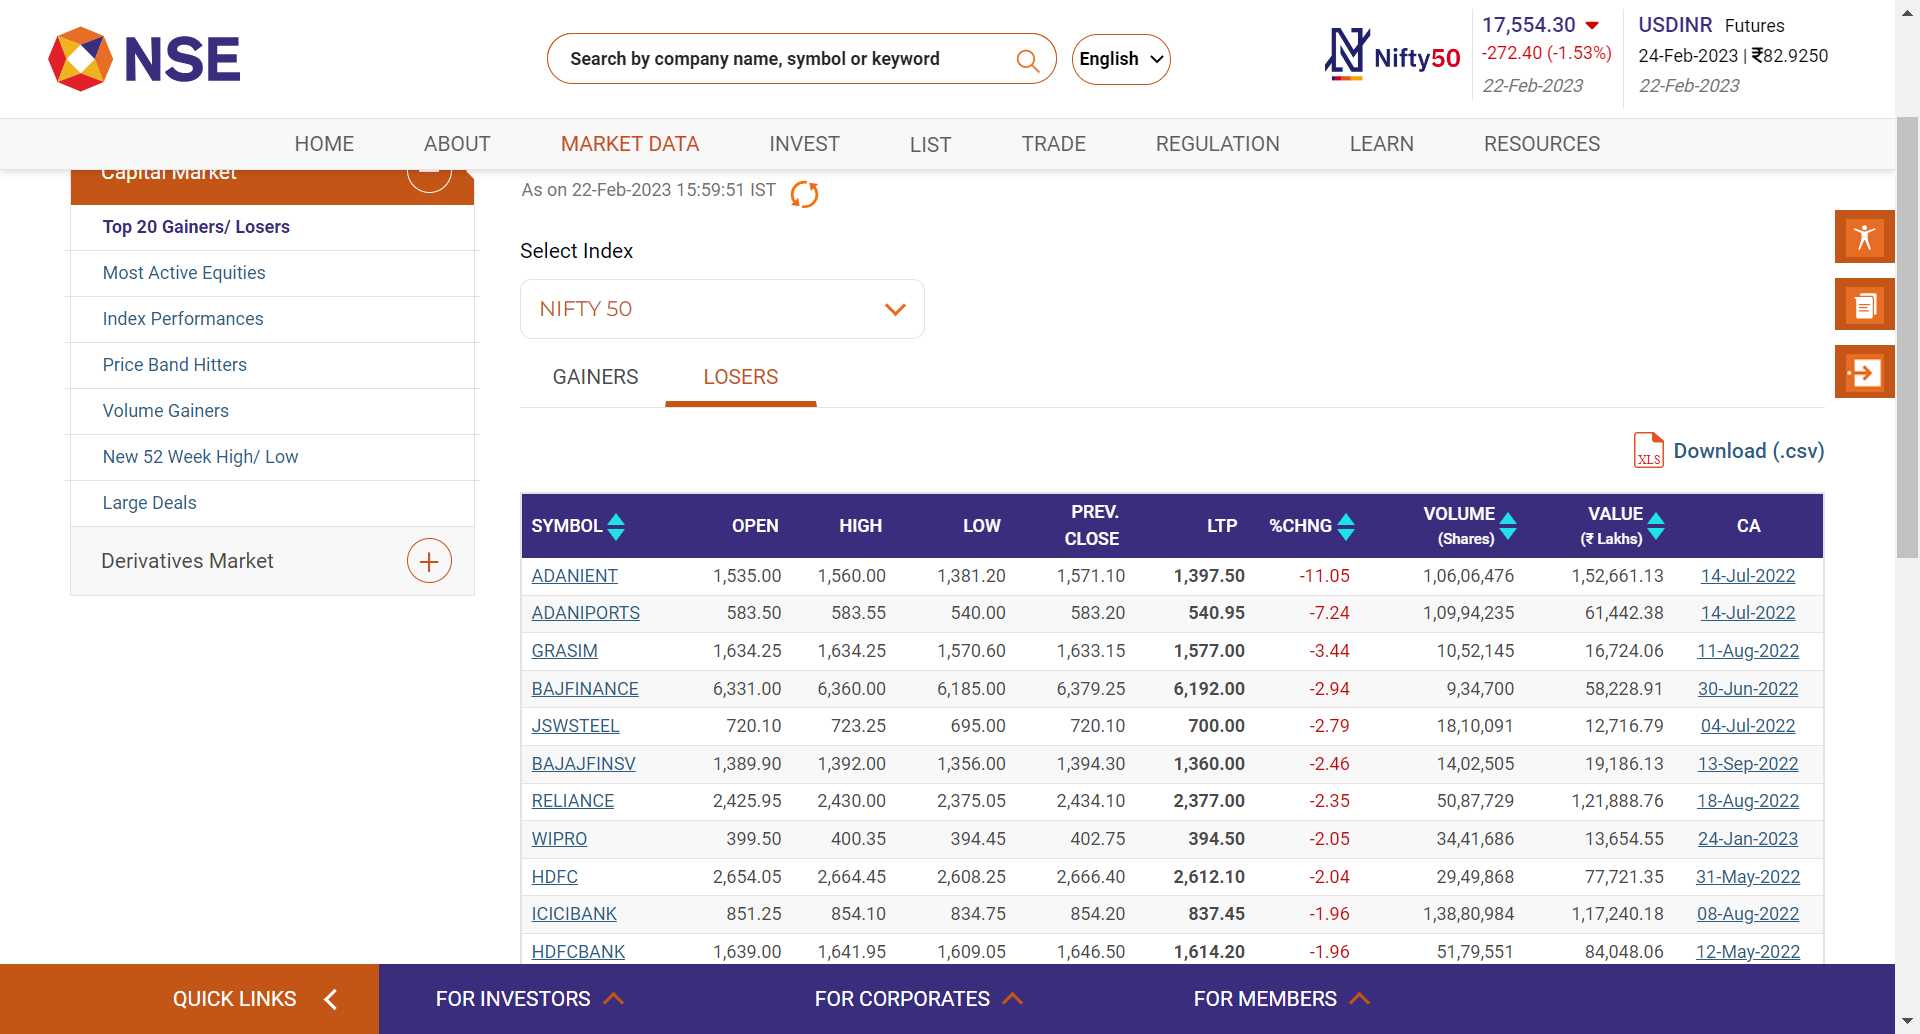 NSE
Search by company name, symbol or keyword
English
Nifty50
17,554.30
-272.40 (-1.53%)
22-Feb-2023
USDINR Futures
24-Feb-2023 | ₹82.9250
22-Feb-2023
HOME ABOUT MARKET DATA INVEST LIST TRADE REGULATION LEARN RESOURCES
Capital Market
Top 20 Gainers/ Losers
Most Active Equities
Index Performances
Price Band Hitters
Volume Gainers
New 52 Week High/ Low
Large Deals
Derivatives Market
As on 22-Feb-2023 15:59:51 IST
Select Index
NIFTY 50
GAINERS LOSERS
XLS Download (.csv)
SYMBOL OPEN HIGH LOW PREV. CLOSE LTP %CHNG VOLUME (Shares) VALUE (₹ Lakhs) CA
ADANIENT 1,535.00 1,560.00 1,381.20 1,571.10 1,397.50 -11.05 1,06,06,476 1,52,661.13 14-Jul-2022
ADANIPORTS 583.50 583.55 540.00 583.20 540.95 -7.24 1,09,94,235 61,442.38 14-Jul-2022
GRASIM 1,634.25 1,634.25 1,570.60 1,633.15 1,577.00 -3.44 10,52,145 16,724.06 11-Aug-2022
BAJFINANCE 6,331.00 6,360.00 6,185.00 6,379.25 6,192.00 -2.94 9,34,700 58,228.91 30-Jun-2022
JSWSTEEL 720.10 723.25 695.00 720.10 700.00 -2.79 18,10,091 12,716.79 04-Jul-2022
BAJAJFINSV 1,389.90 1,392.00 1,356.00 1,394.30 1,360.00 -2.46 14,02,505 19,186.13 13-Sep-2022
RELIANCE 2,425.95 2,430.00 2,375.05 2,434.10 2,377.00 -2.35 50,87,729 1,21,888.76 18-Aug-2022
WIPRO 399.50 400.35 394.45 402.75 394.50 -2.05 34,41,686 13,654.55 24-Jan-2023
HDFC 2,654.05 2,664.45 2,608.25 2,666.40 2,612.10 -2.04 29,49,868 77,721.35 31-May-2022
ICICIBANK 851.25 854.10 834.75 854.20 837.45 -1.96 1,38,80,984 1,17,240.18 08-Aug-2022
HDFCBANK 1,639.00 1,641.95 1,609.05 1,646.50 1,614.20 -1.96 51,79,551 84,048.06 12-May-2022
QUICK LINKS FOR INVESTORS FOR CORPORATES FOR MEMBERS